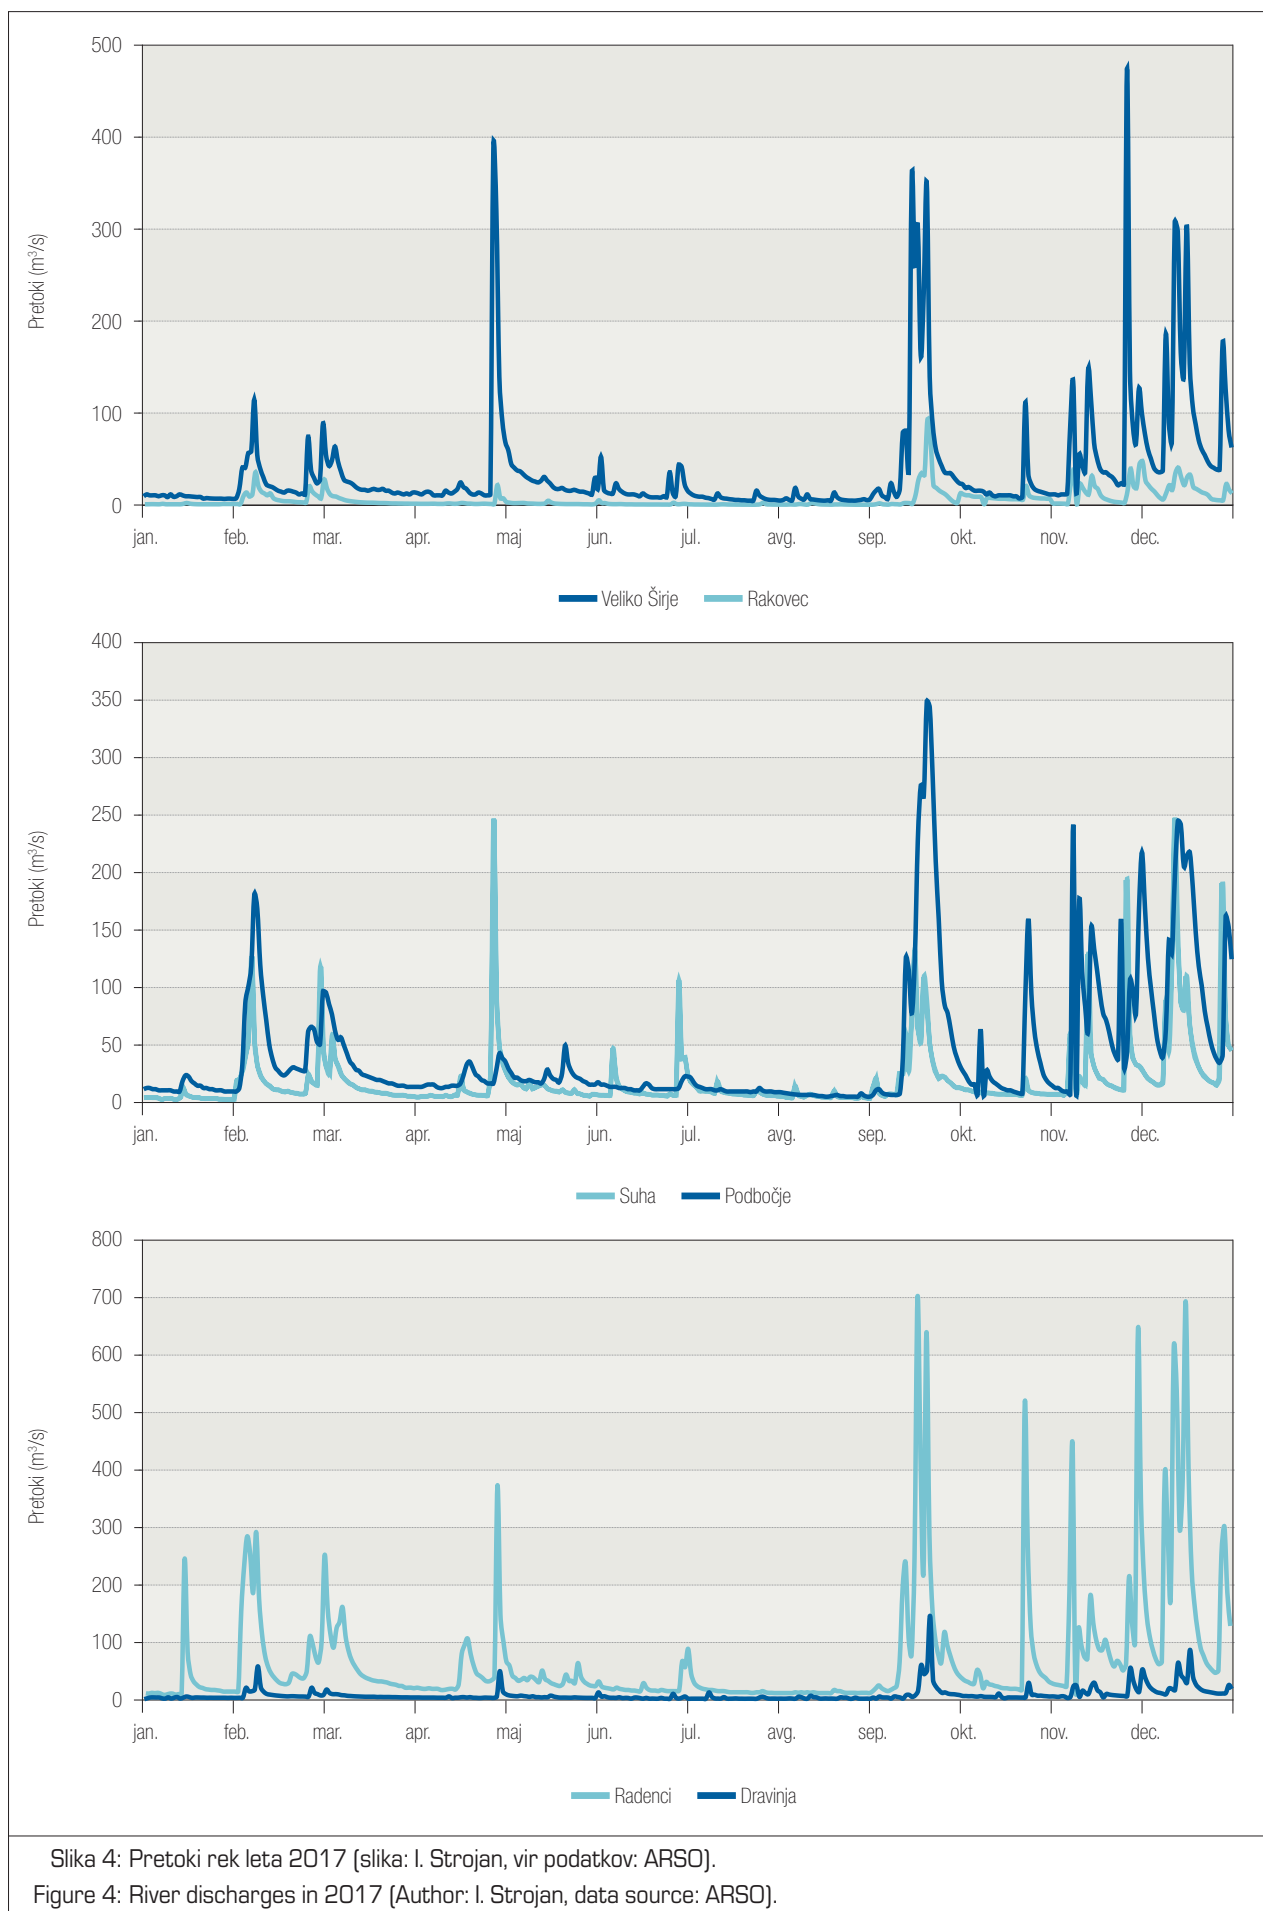 500
400
300
200
100
0
Pretoki (m³/s)
jan. feb. mar. apr. maj jun. jul. avg. sep. okt. nov. dec.
Veliko Širje Rakovec
400
350
300
250
200
150
100
50
0
Pretoki (m³/s)
jan. feb. mar. apr. maj jun. jul. avg. sep. okt. nov. dec.
Suha Podbočje
800
700
600
500
400
300
200
100
0
Pretoki (m³/s)
jan. feb. mar. apr. maj jun. jul. avg. sep. okt. nov. dec.
Radenci Dravinja
Slika 4: Pretoki rek leta 2017 (slika: I. Strojan, vir podatkov: ARSO).
Figure 4: River discharges in 2017 (Author: I. Strojan, data source: ARSO).